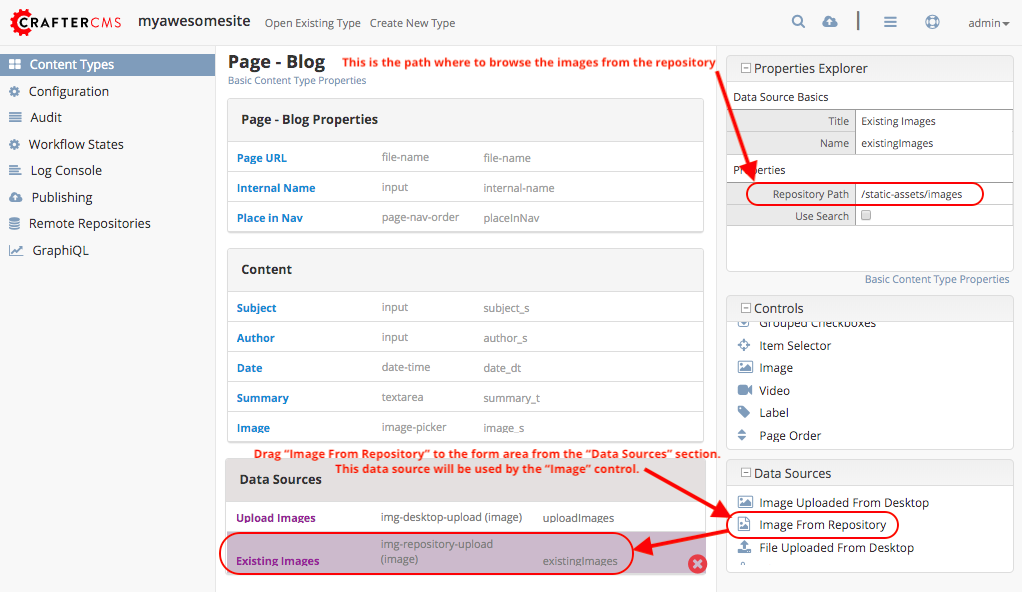 CRAFTERCMS
myawesomesite
Open Existing Type
Create New Type
admin
Content Types
Configuration
Audit
Workflow States
Log Console
Publishing
Remote Repositories
GraphiQL
Page - Blog
This is the path where to browse the images from the repository
Basic Content Type Properties
Page - Blog Properties
Page URL file-name file-name
Internal Name input internal-name
Place in Nav page-nav-order placeInNav
Content
Subject input subject_s
Author input author_s
Date date-time date_dt
Summary textarea summary_t
Image image-picker image_s
Drag “Image From Repository” to the form area from the “Data Sources” section.
This data source will be used by the “Image” control.
Data Sources
Upload Images img-desktop-upload (image) uploadImages
img-repository-upload
Existing Images (image) existingImages
Properties Explorer
Data Source Basics
Title Existing Images
Name existingImages
Properties
Repository Path /static-assets/images
Use Search
Basic Content Type Properties
Controls
Grouped Checkboxes
Item Selector
Image
Video
Label
Page Order
Data Sources
Image Uploaded From Desktop
Image From Repository
File Uploaded From Desktop